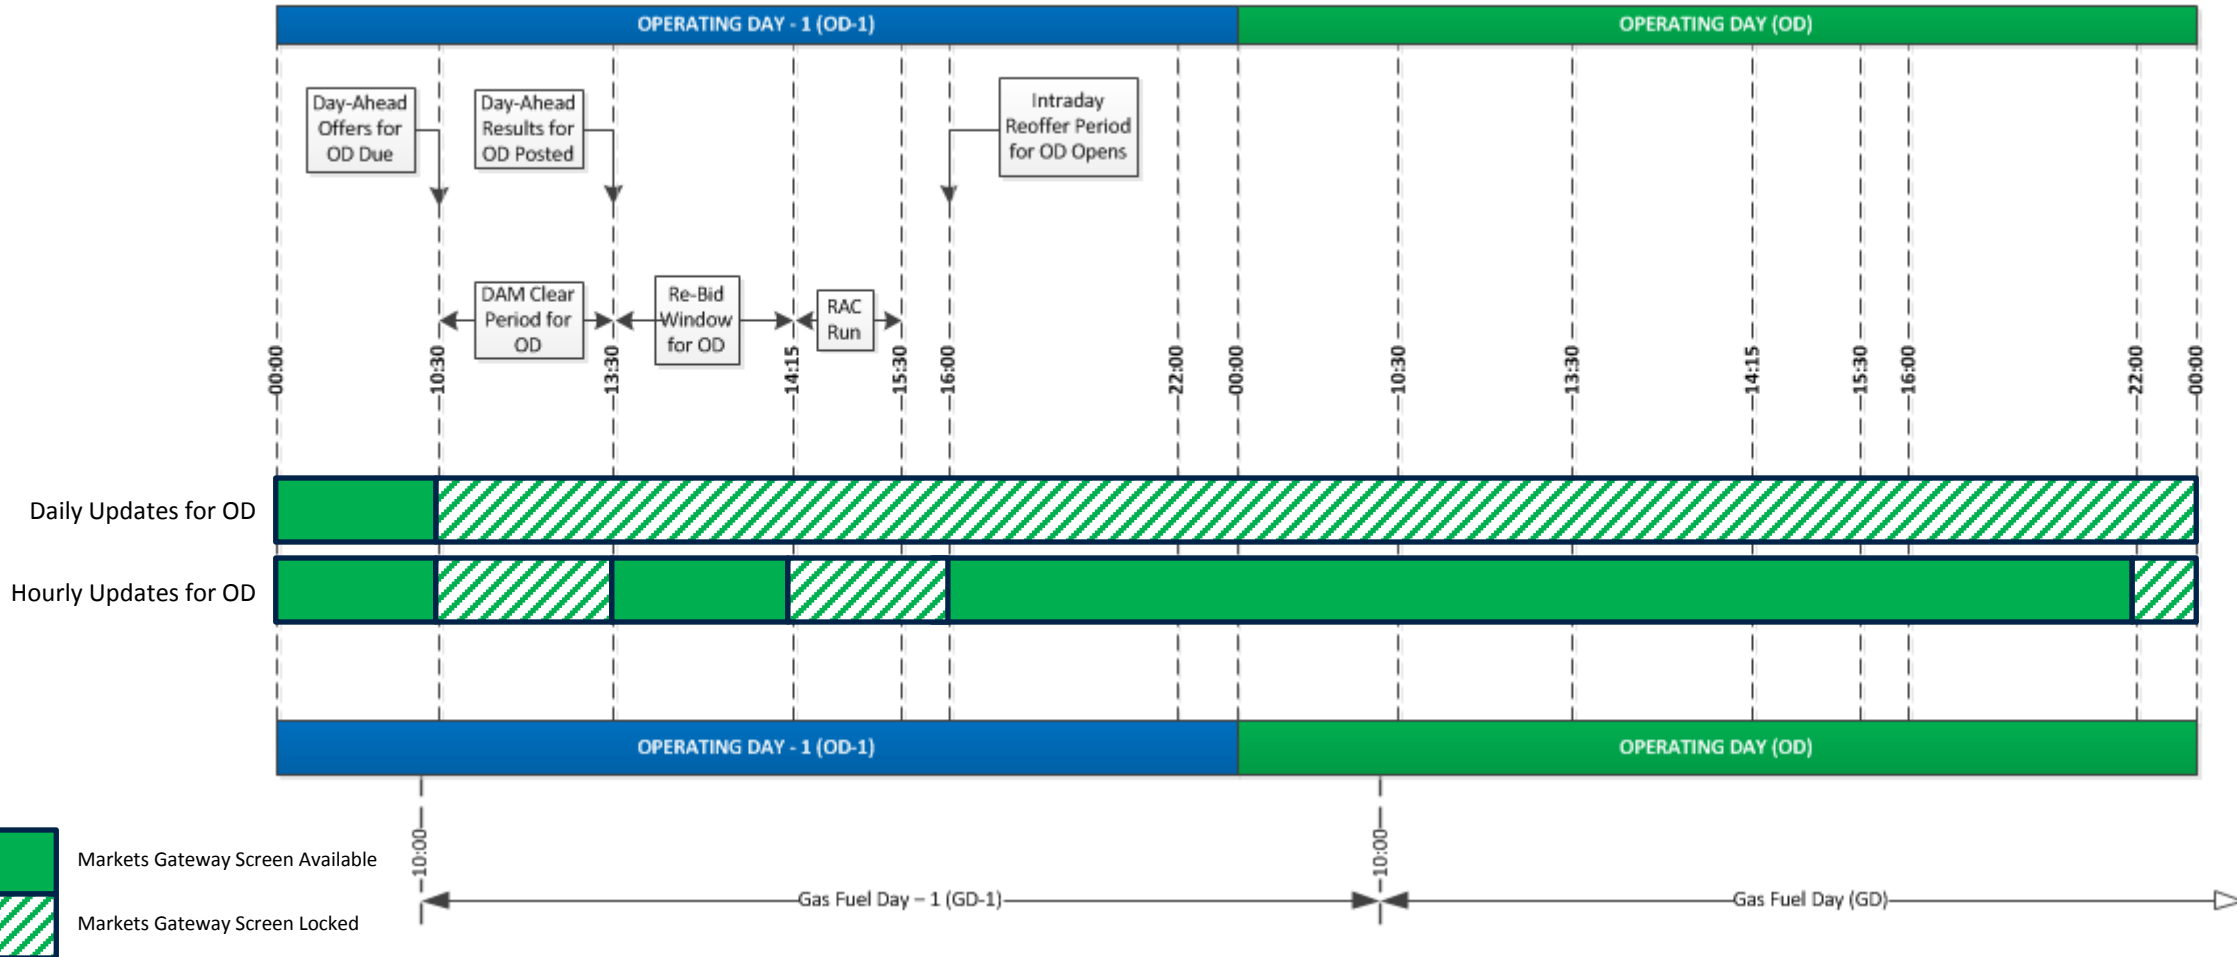 OPERATING DAY - 1 (OD-1)
OPERATING DAY (OD)
Day-Ahead
Offers for
OD Due
Day-Ahead
Results for
OD Posted
Intraday
Reoffer Period
for OD Opens
DAM Clear
Period for
OD
Re-Bid
Window
for OD
RAC
Run
00:00
10:30
13:30
14:15
15:30
16:00
22:00
00:00
10:30
13:30
14:15
15:30
16:00
22:00
00:00
Daily Updates for OD
Hourly Updates for OD
OPERATING DAY - 1 (OD-1)
OPERATING DAY (OD)
10:00
10:00
Markets Gateway Screen Available
Gas Fuel Day – 1 (GD-1)
Gas Fuel Day (GD)
Markets Gateway Screen Locked